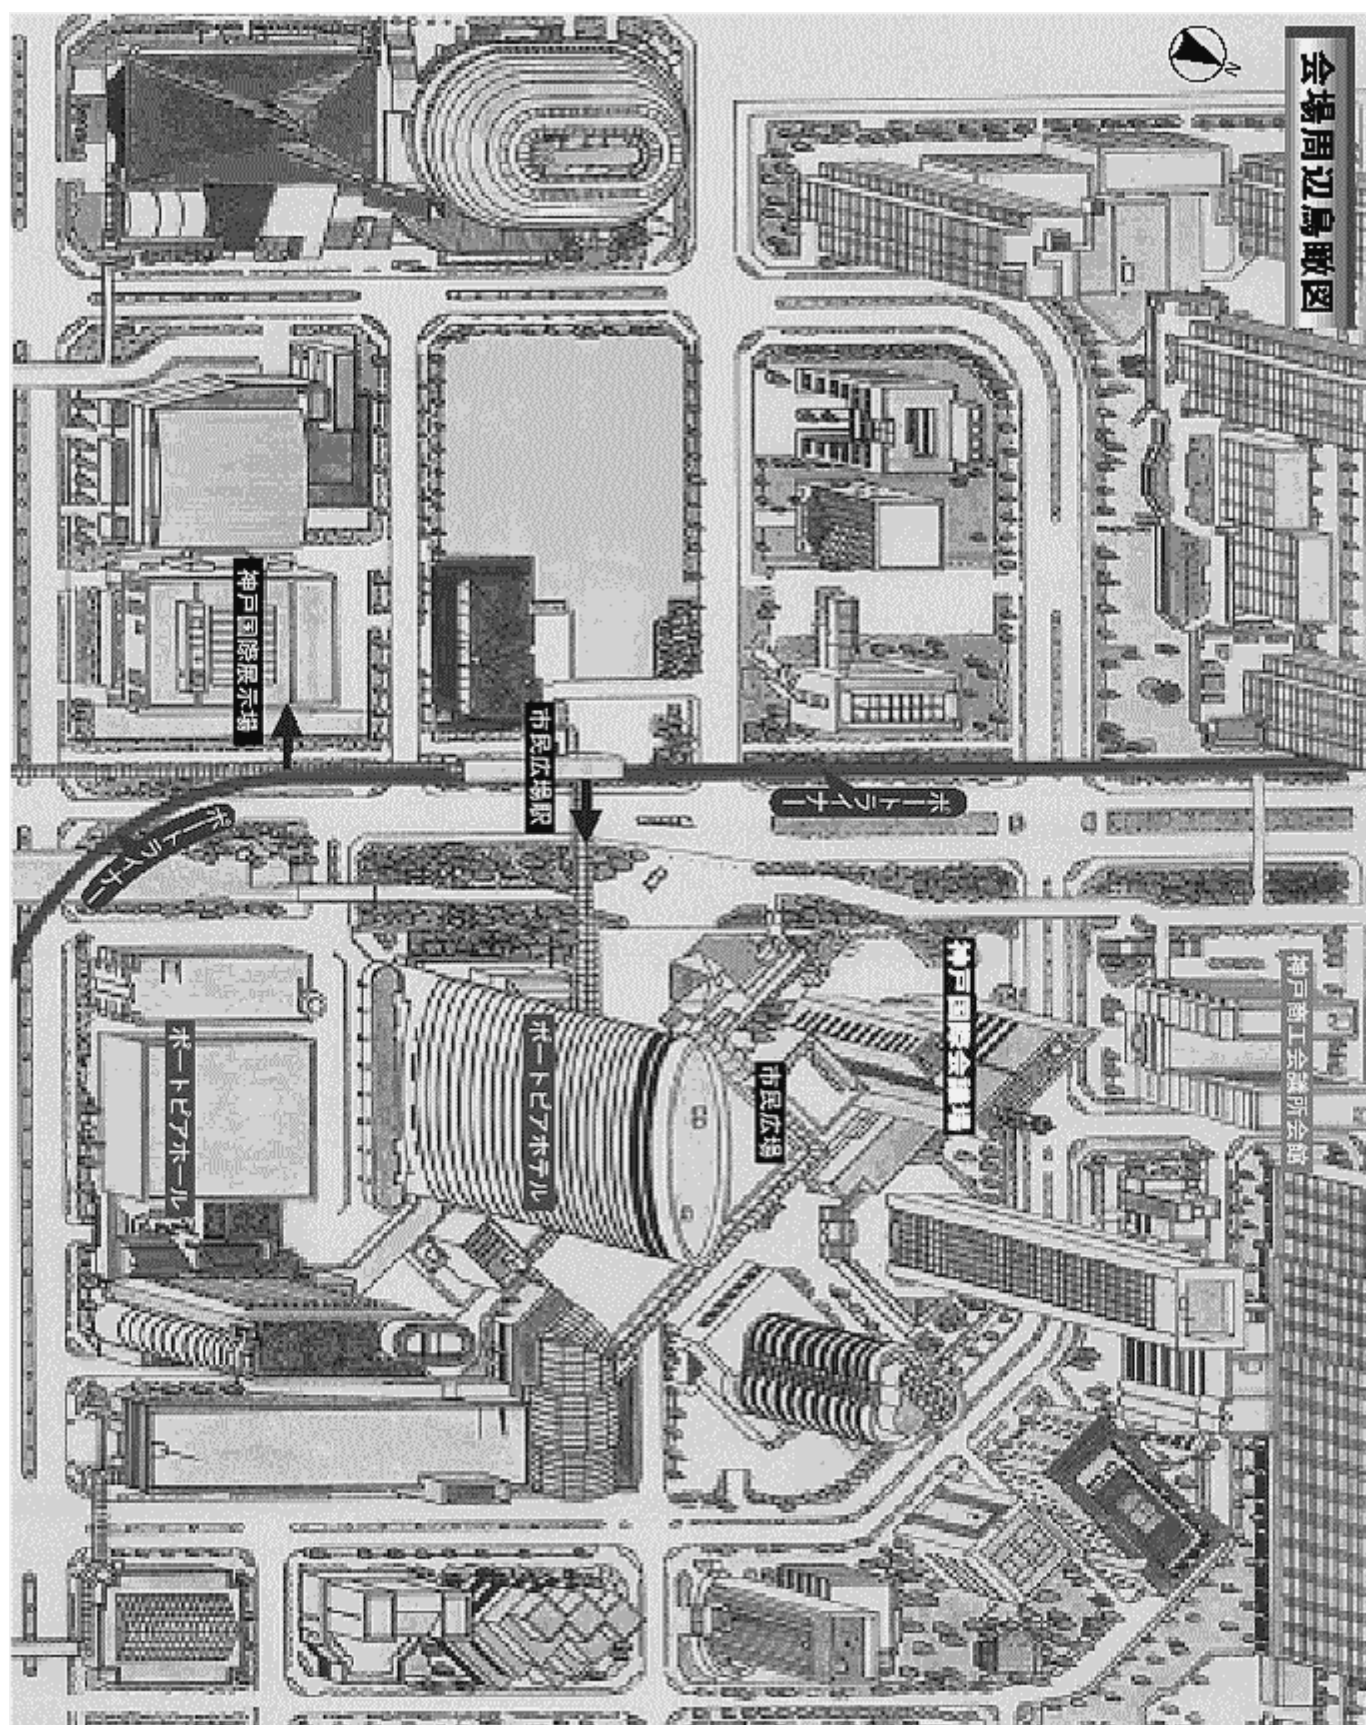 会場周辺鳥瞰図
N
神戸国際展示場
市民広場駅
ポートライナー
ポートライナー
神戸国際会議場
神戸商工会議所会館
市民広場
ポートピアホテル
ポートピアホール